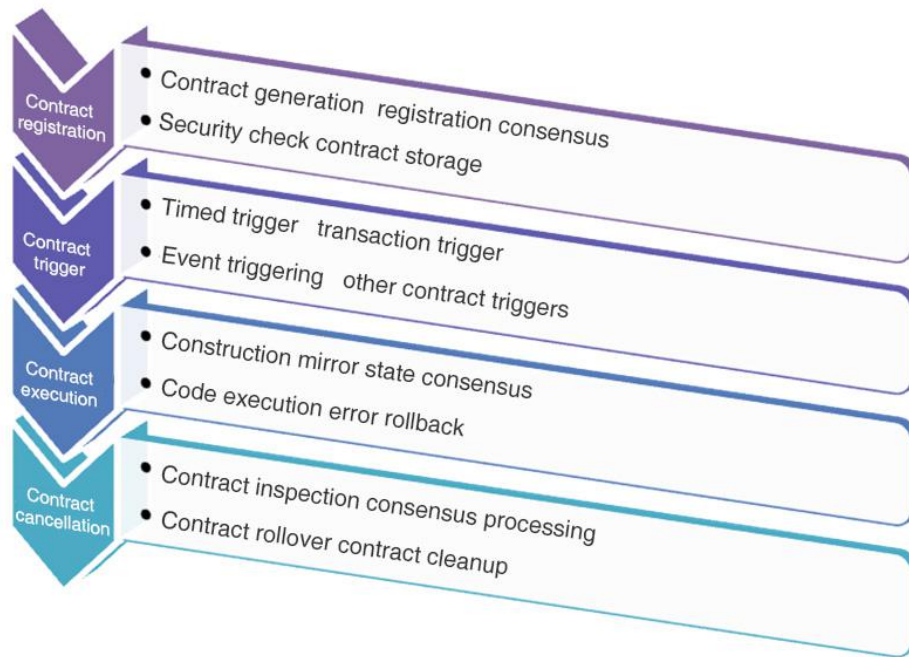 Contract
registration
Contract generation registration consensus
Security check contract storage
Contract
trigger
Timed trigger transaction trigger
Event triggering other contract triggers
Contract
execution
Construction mirror state consensus
Code execution error rollback
Contract
cancellation
Contract inspection consensus processing
Contract rollover contract cleanup